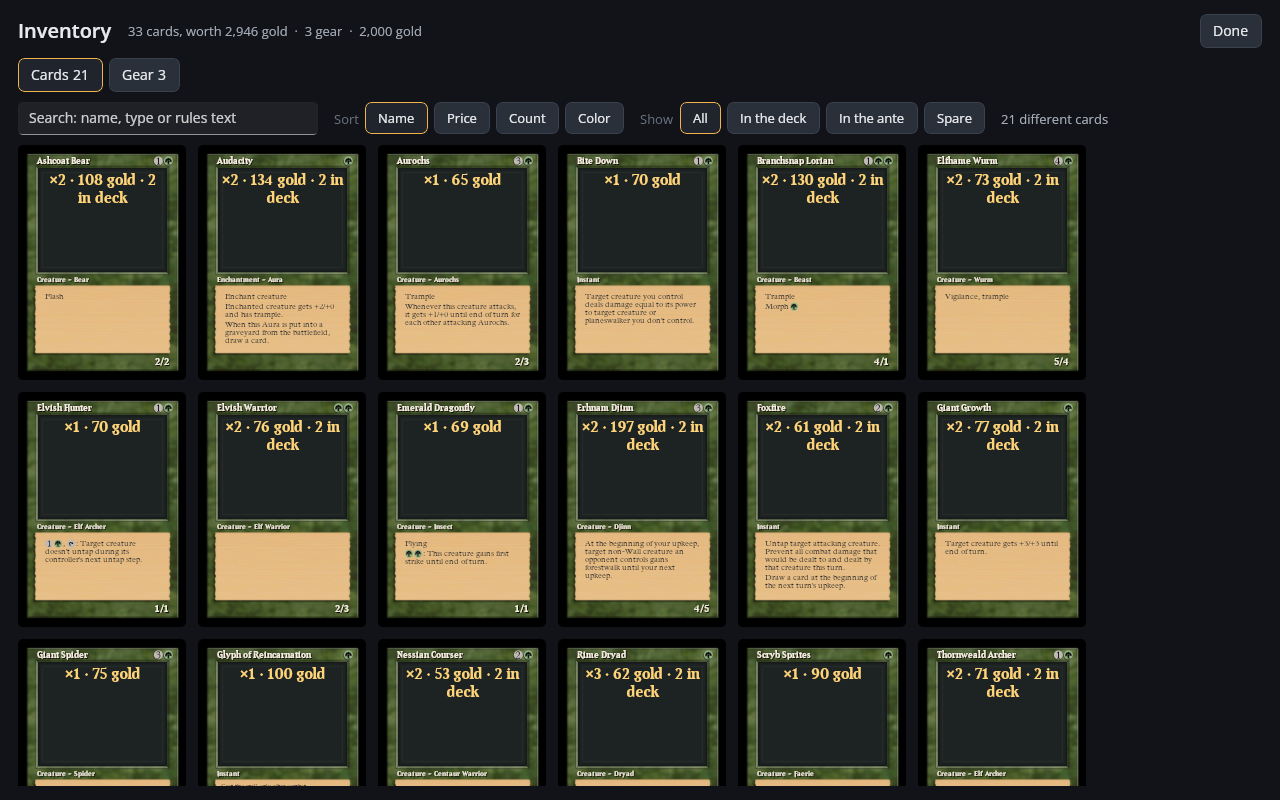 Inventory 33 cards, worth 2,946 gold · 3 gear · 2,000 gold Done
Cards 21 Gear 3
Search: name, type or rules text Sort Name Price Count Color Show All In the deck In the ante Spare 21 different cards
Ashcoat Bear 1
×2 · 108 gold · 2
in deck
Creature – Bear
Flash
2/2
Audacity
×2 · 134 gold · 2 in
deck
Enchantment – Aura
Enchant creature
Enchanted creature gets +2/+0
and has trample.
When this Aura is put into a
graveyard from the battlefield,
draw a card.
Aurochs 3
×1 · 65 gold
Creature – Aurochs
Trample
Whenever this creature attacks,
it gets +1/+0 until end of turn for
each other attacking Aurochs.
2/3
Bite Down 1
×1 · 70 gold
Instant
Target creature you control
deals damage equal to its power
to target creature or
planeswalker you don't control.
Branchsnap Lorian 1
×2 · 130 gold · 2 in
deck
Creature – Beast
Trample
Morph
4/1
Elfhame Wurm 4
×2 · 73 gold · 2 in
deck
Creature – Wurm
Vigilance, trample
5/4
Elvish Hunter 1
×1 · 70 gold
Creature – Elf Archer
1 , : Target creature
doesn't untap during its
controller's next untap step.
1/1
Elvish Warrior
×2 · 76 gold · 2 in
deck
Creature – Elf Warrior
2/3
Emerald Dragonfly 1
×1 · 69 gold
Creature – Insect
Flying
: This creature gains first
strike until end of turn.
1/1
Erhnam Djinn 3
×2 · 197 gold · 2 in
deck
Creature – Djinn
At the beginning of your upkeep,
target non-Wall creature an
opponent controls gains
forestwalk until your next
upkeep.
4/5
Foxfire 2
×2 · 61 gold · 2 in
deck
Instant
Untap target attacking creature.
Prevent all combat damage that
would be dealt to and dealt by
that creature this turn.
Draw a card at the beginning of
the next turn's upkeep.
Giant Growth
×2 · 77 gold · 2 in
deck
Instant
Target creature gets +3/+3 until
end of turn.
Giant Spider 3
×1 · 75 gold
Creature – Spider
Glyph of Reincarnation
×1 · 100 gold
Instant
Nessian Courser 2
×2 · 53 gold · 2 in
deck
Creature – Centaur Warrior
Rime Dryad
×3 · 62 gold · 2 in
deck
Creature – Dryad
Scryb Sprites
×1 · 90 gold
Creature – Faerie
Thornweald Archer 1
×2 · 71 gold · 2 in
deck
Creature – Elf Archer